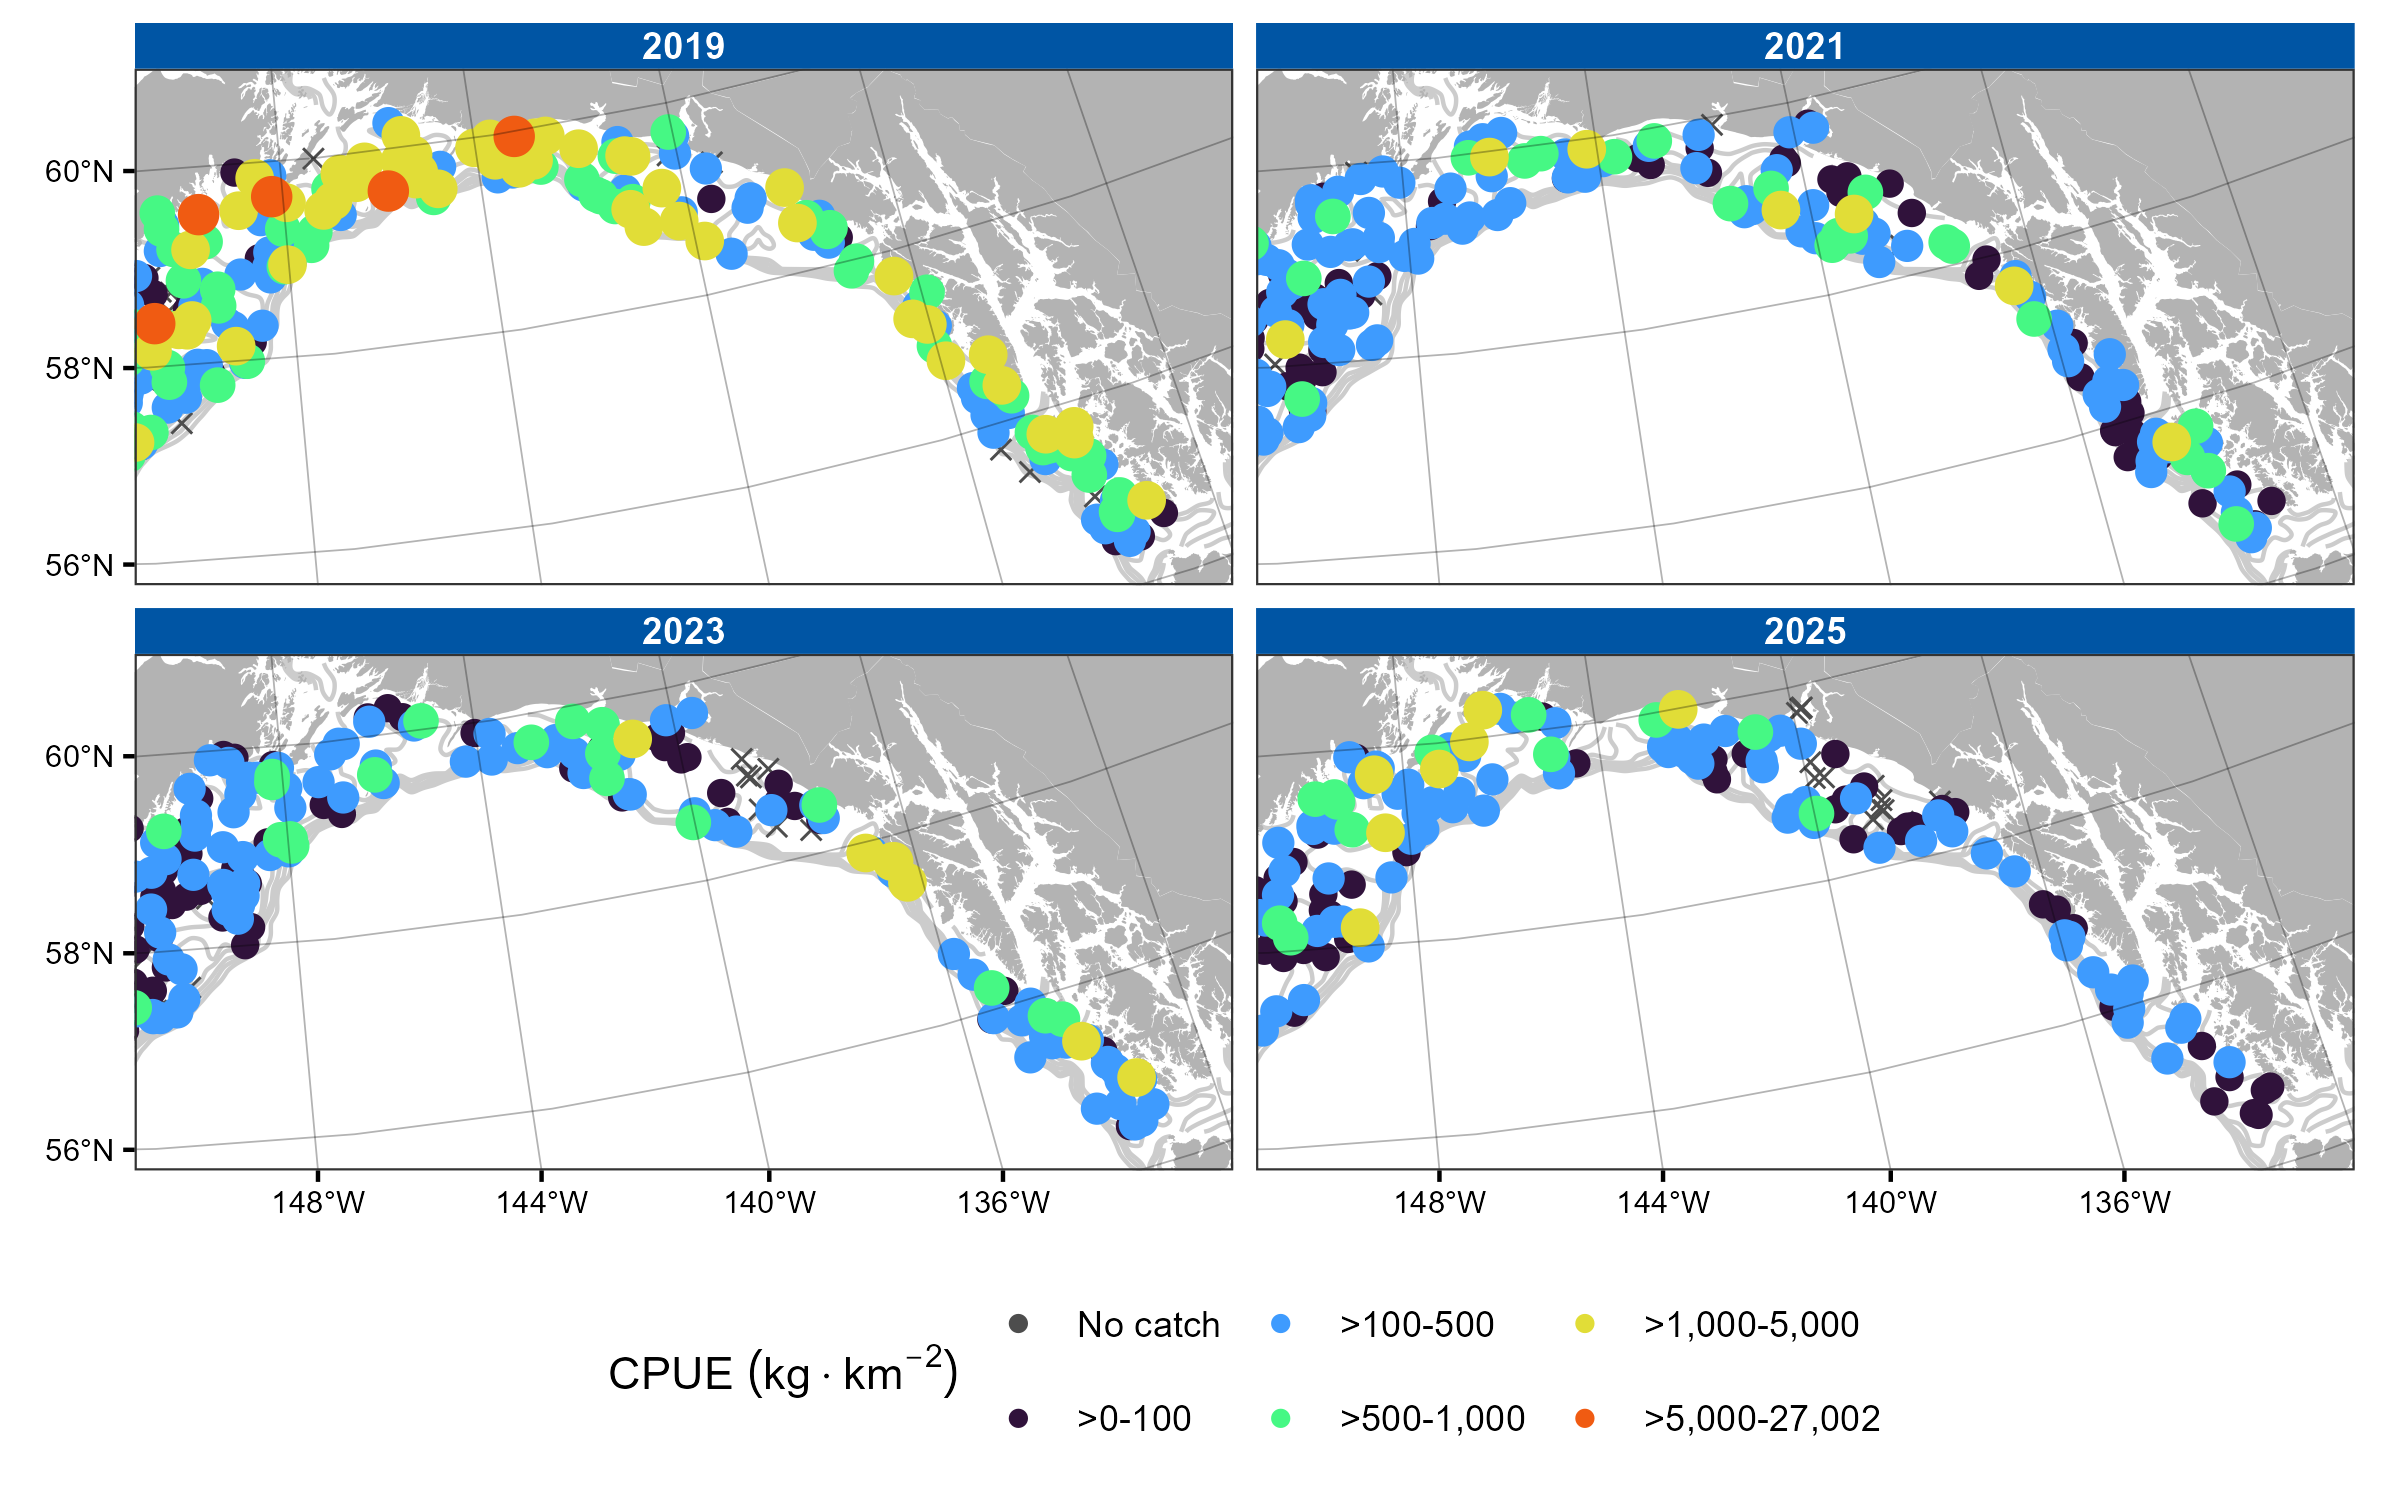 2019
2021
60°N
58°N
56°N
2023
2025
60°N
58°N
56°N
148°W 144°W 140°W 136°W
148°W 144°W 140°W 136°W
CPUE (kg · km⁻²)
No catch
>100-500
>1,000-5,000
>0-100
>500-1,000
>5,000-27,002